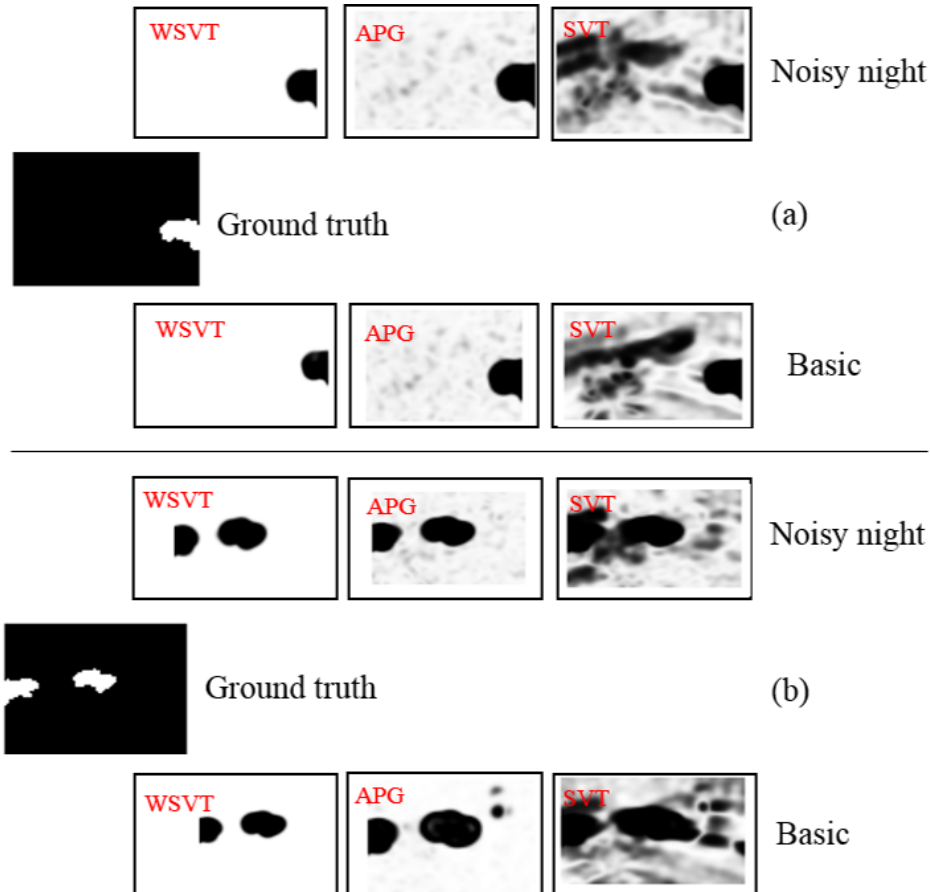 WSVT APG SVT Noisy night
Ground truth (a)
WSVT APG SVT Basic
WSVT APG SVT Noisy night
Ground truth (b)
WSVT APG SVT Basic